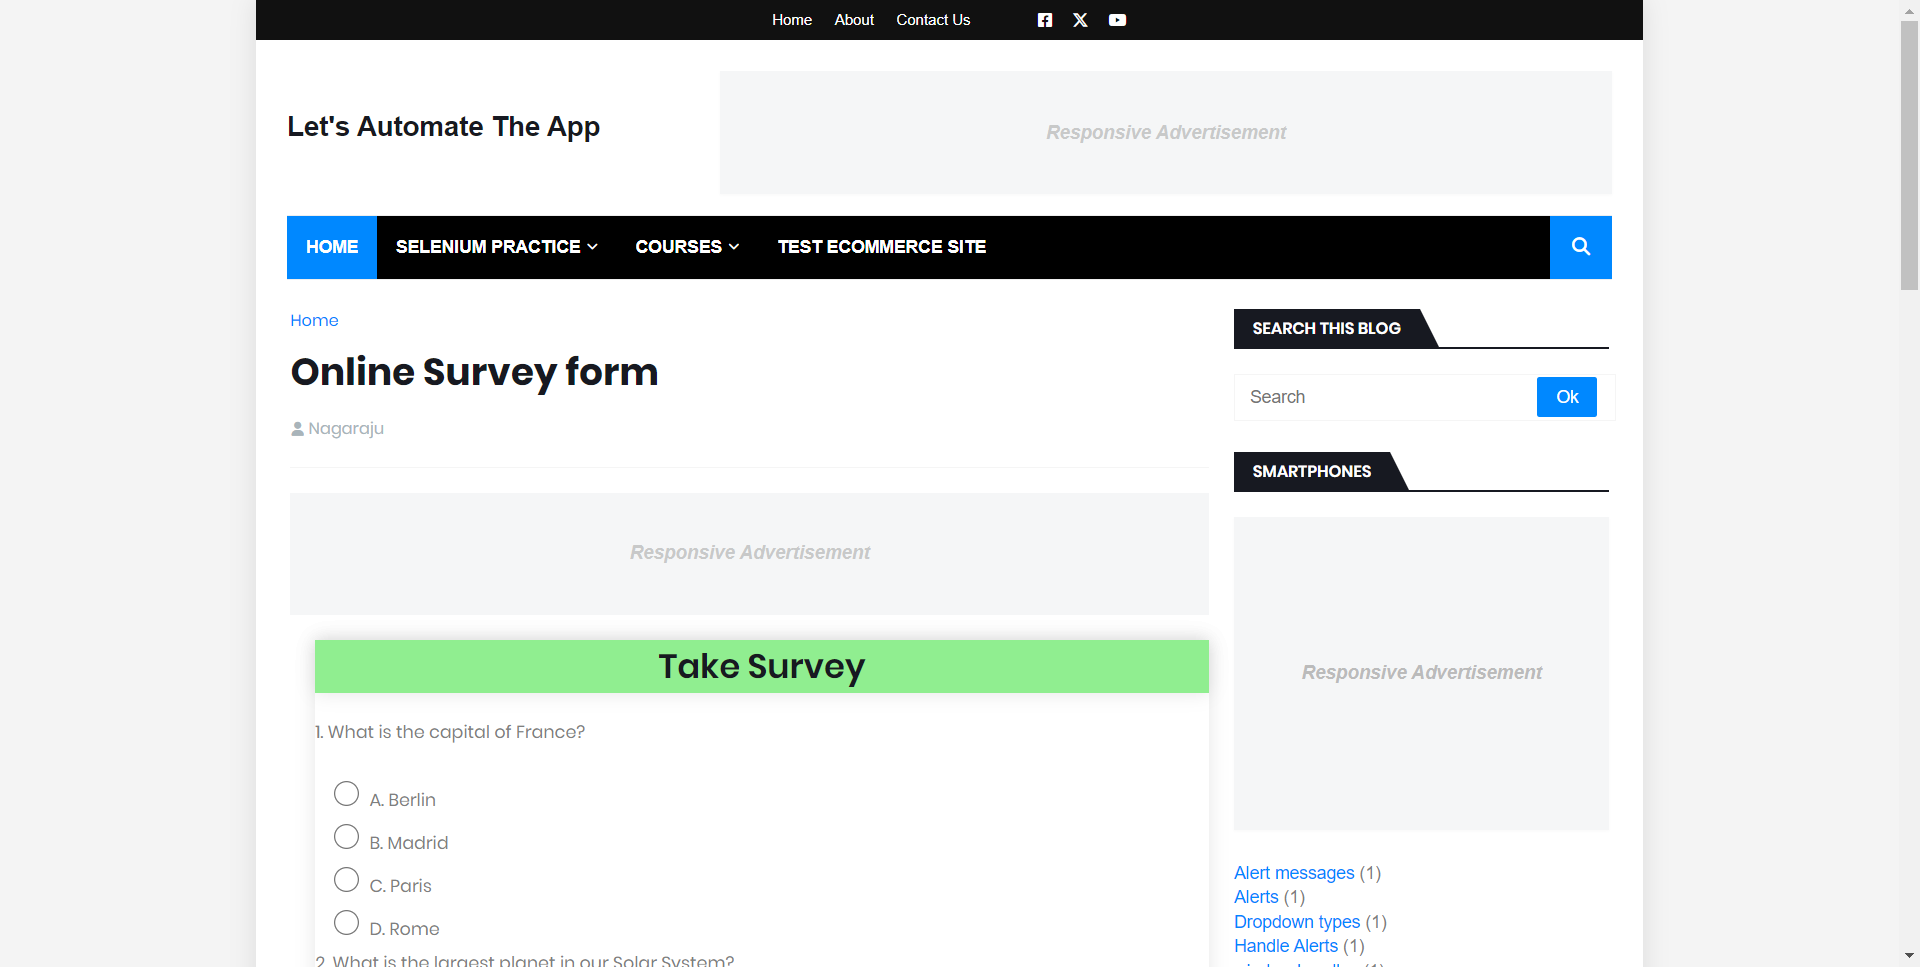 Home About Contact Us
Let's Automate The App
Responsive Advertisement
HOME SELENIUM PRACTICE COURSES TEST ECOMMERCE SITE
Home
Online Survey form
Nagaraju
Responsive Advertisement
Take Survey
1. What is the capital of France?
A. Berlin
B. Madrid
C. Paris
D. Rome
2. What is the largest planet in our Solar System?
SEARCH THIS BLOG
Search Ok
SMARTPHONES
Responsive Advertisement
Alert messages (1)
Alerts (1)
Dropdown types (1)
Handle Alerts (1)